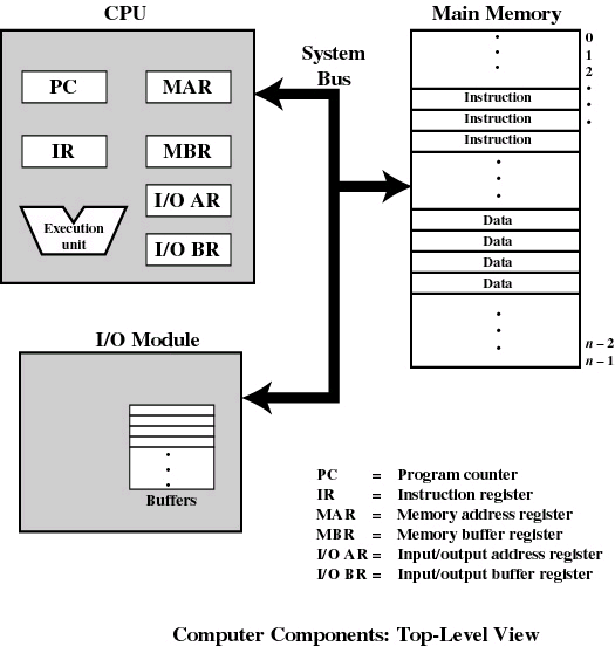 CPU
PC
MAR
IR
MBR
I/O AR
Execution
unit
I/O BR
System
Bus
Main Memory
0
1
2
Instruction
Instruction
Instruction
Data
Data
Data
Data
n – 2
n – 1
I/O Module
Buffers
PC = Program counter
IR = Instruction register
MAR = Memory address register
MBR = Memory buffer register
I/O AR = Input/output address register
I/O BR = Input/output buffer register
Computer Components: Top-Level View